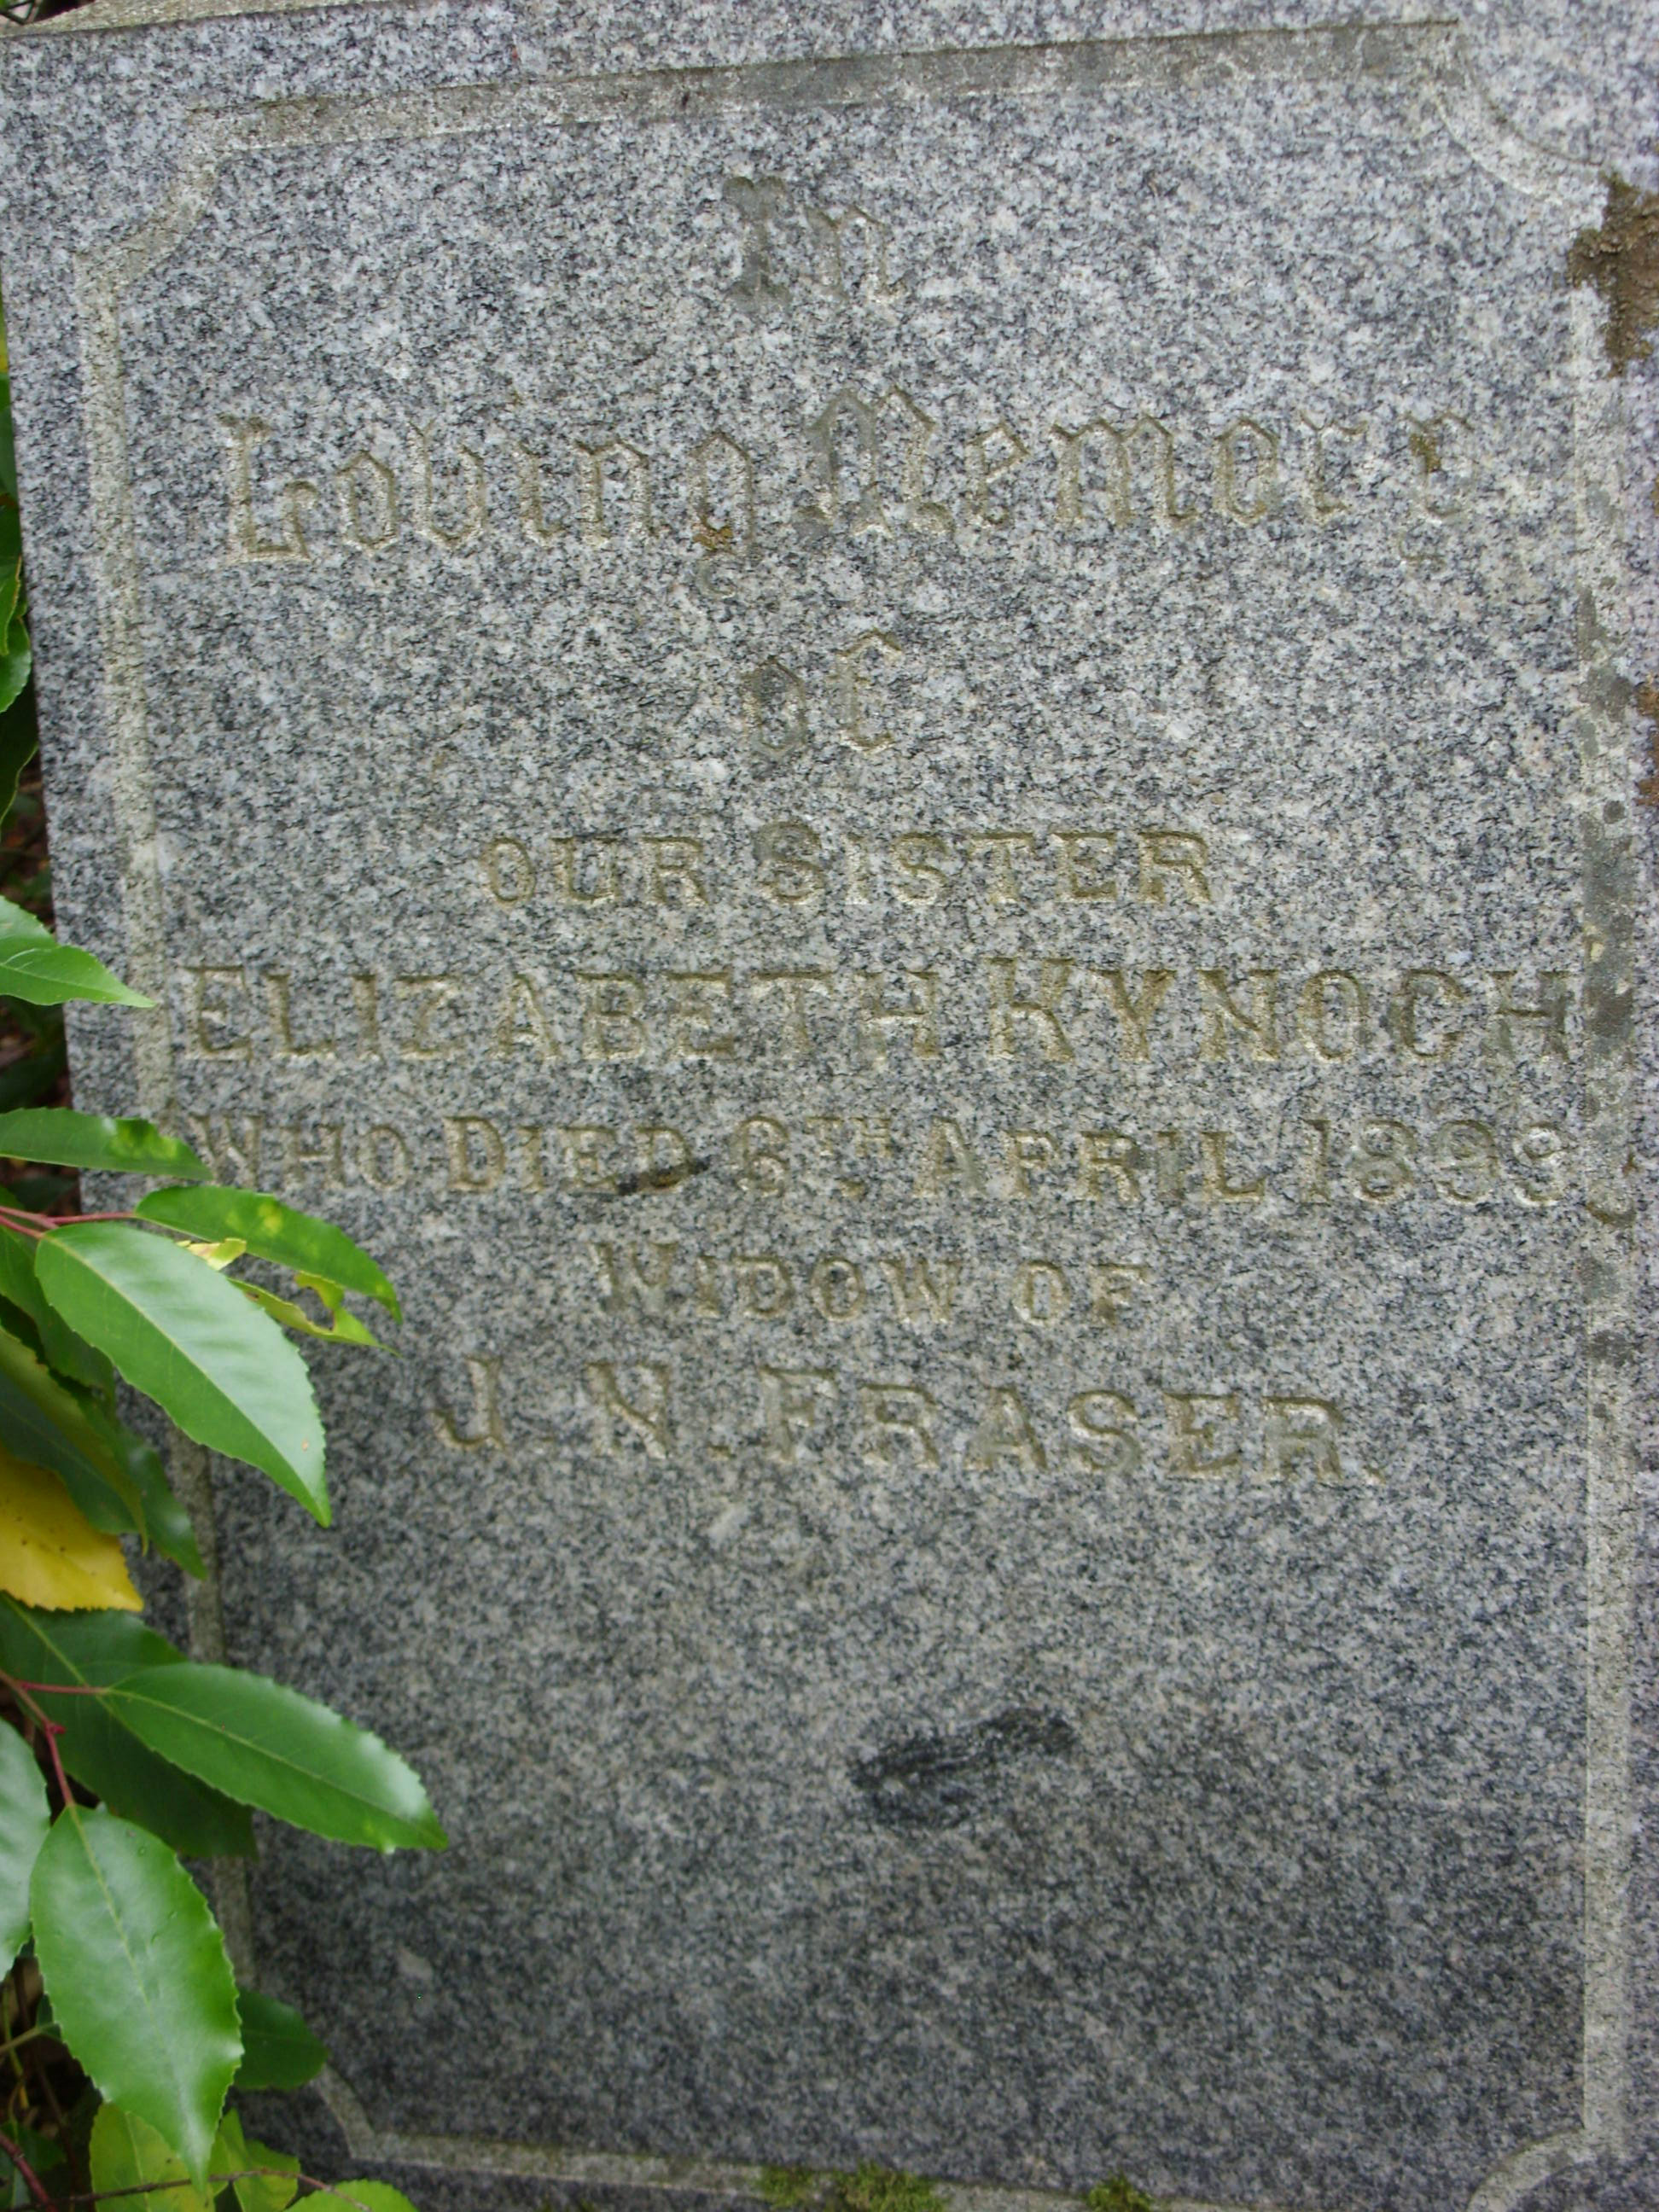 In
Loving Memory
of
OUR SISTER
ELIZABETH KYNOCH
WHO DIED 6TH. APRIL 1899,
WIDOW OF
J. N. FRASER.